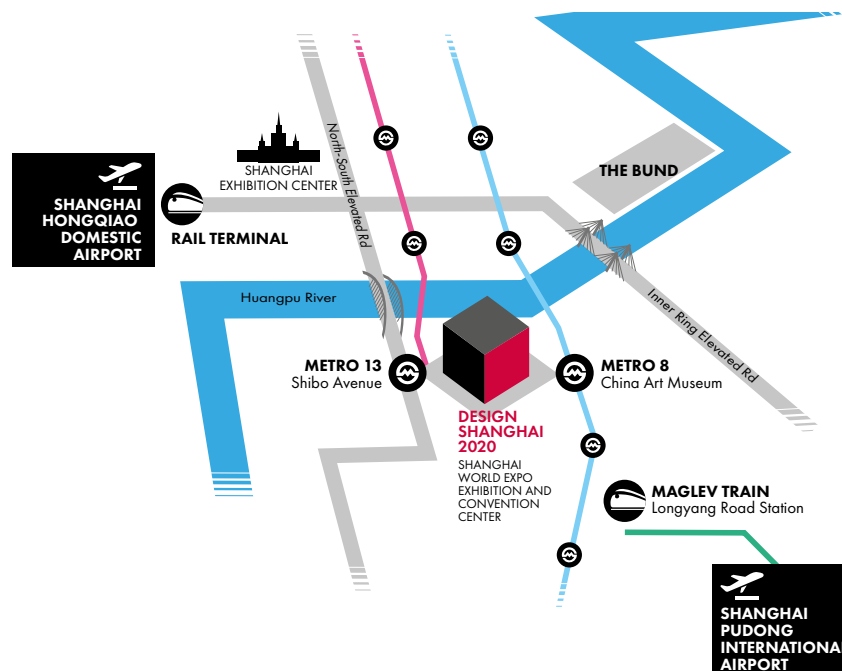 SHANGHAI
EXHIBITION CENTER
North-South Elevated Rd
THE BUND
SHANGHAI
HONGQIAO
DOMESTIC
AIRPORT
RAIL TERMINAL
Huangpu River
Inner Ring Elevated Rd
METRO 13
Shibo Avenue
METRO 8
China Art Museum
DESIGN
SHANGHAI
2020
SHANGHAI
WORLD EXPO
EXHIBITION AND
CONVENTION
CENTER
MAGLEV TRAIN
Longyang Road Station
SHANGHAI
PUDONG
INTERNATIONAL
AIRPORT